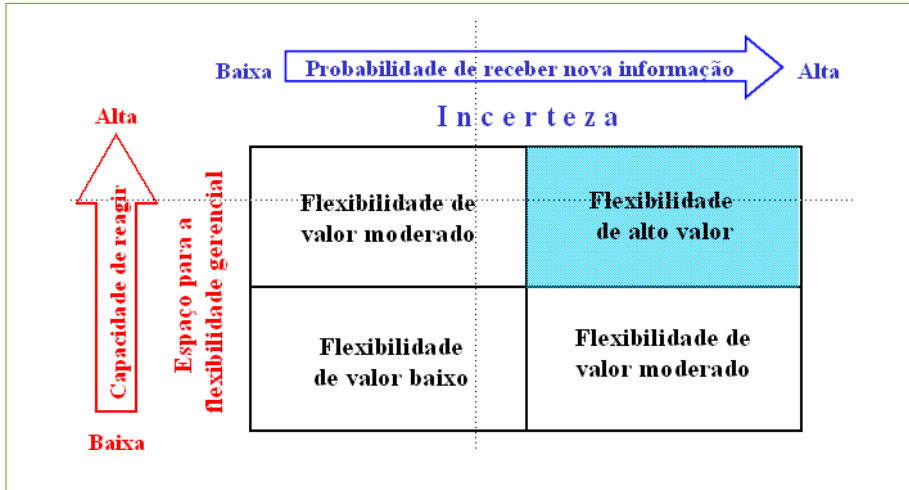 Baixa
Probabilidade de receber nova informação
Alta
Incerteza
Alta
Capacidade de reagir
Baixa
Espaço para a
flexibilidade gerencial
Flexibilidade de
valor moderado
Flexibilidade
de alto valor
Flexibilidade
de valor baixo
Flexibilidade de
valor moderado